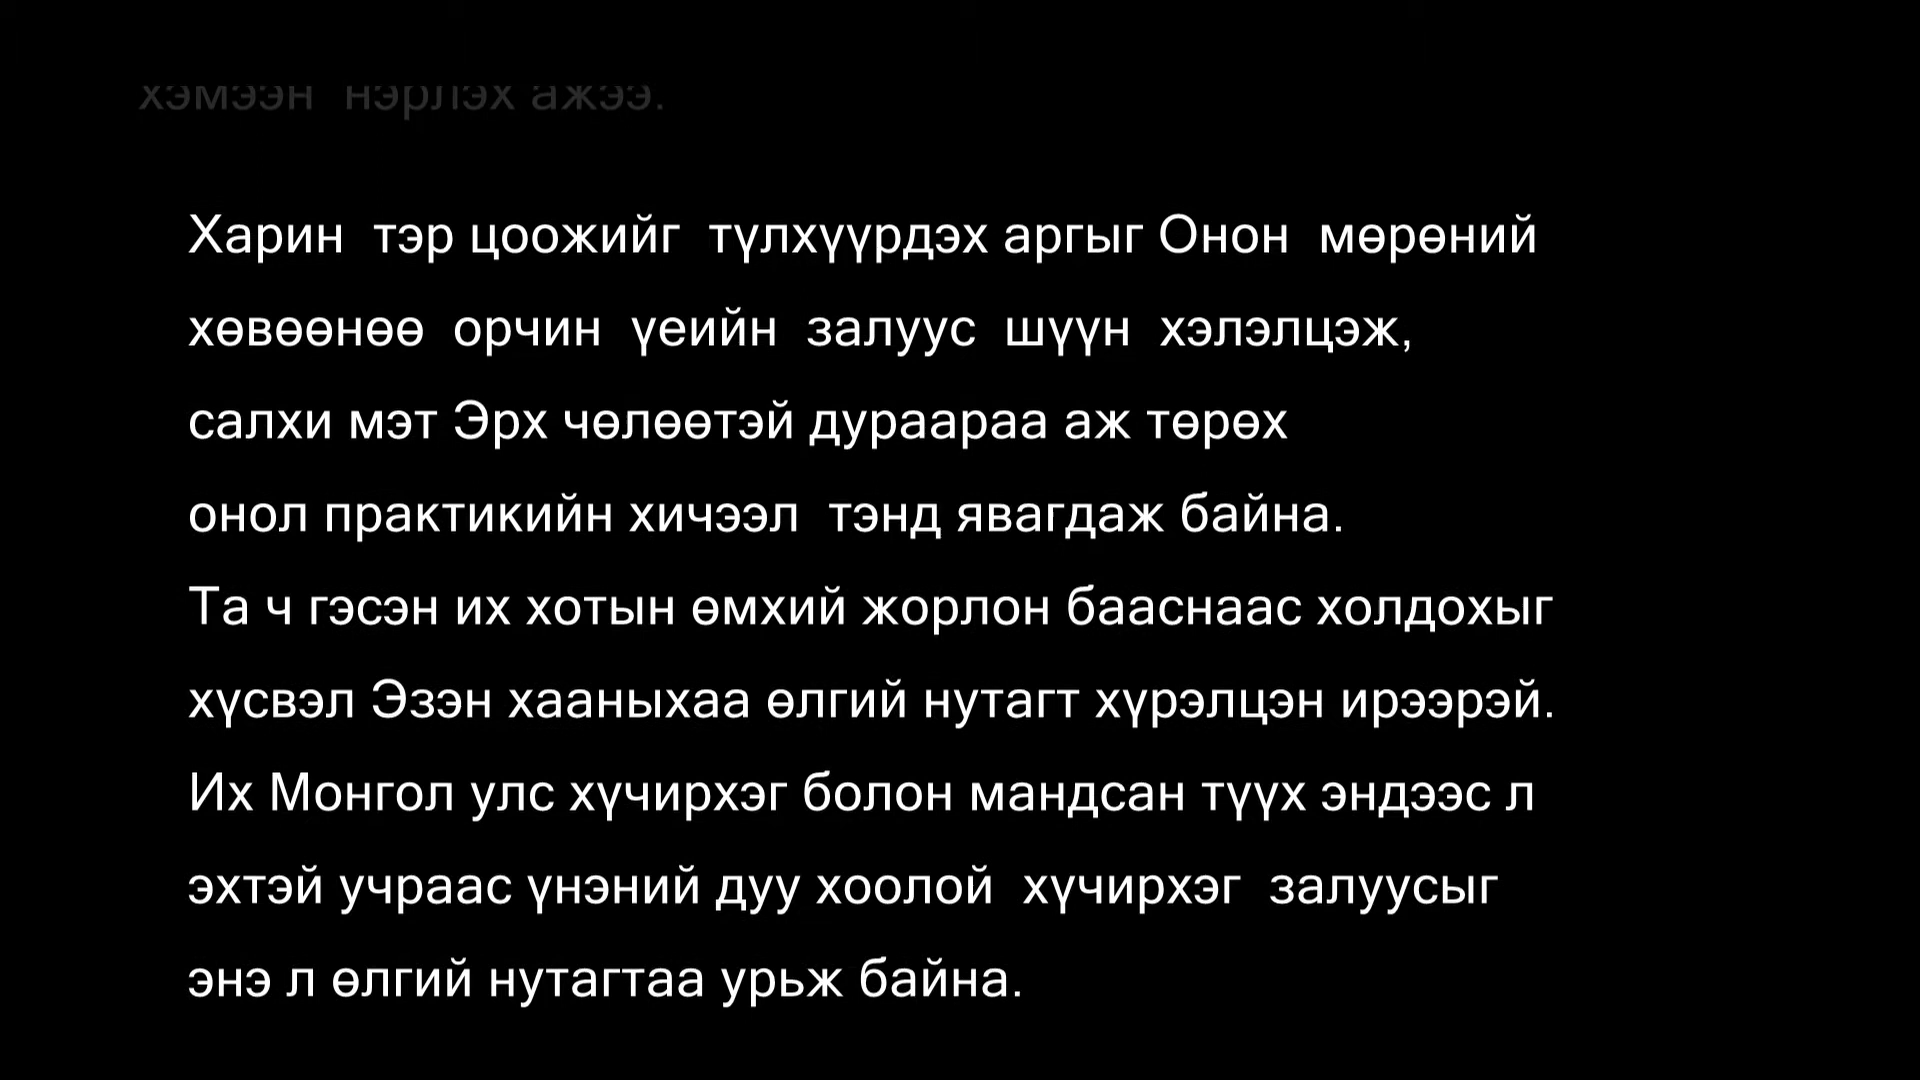 хэмээн нэрлэх ажээ.
Харин тэр цоожийг түлхүүрдэх аргыг Онон мөрөний
хөвөөнөө орчин үеийн залуус шүүн хэлэлцэж,
салхи мэт Эрх чөлөөтэй дураараа аж төрөх
онол практикийн хичээл тэнд явагдаж байна.
Та ч гэсэн их хотын өмхий жорлон бааснаас холдохыг
хүсвэл Эзэн хааныхаа өлгий нутагт хүрэлцэн ирээрэй.
Их Монгол улс хүчирхэг болон мандсан түүх эндээс л
эхтэй учраас үнэний дуу хоолой хүчирхэг залуусыг
энэ л өлгий нутагтаа урьж байна.